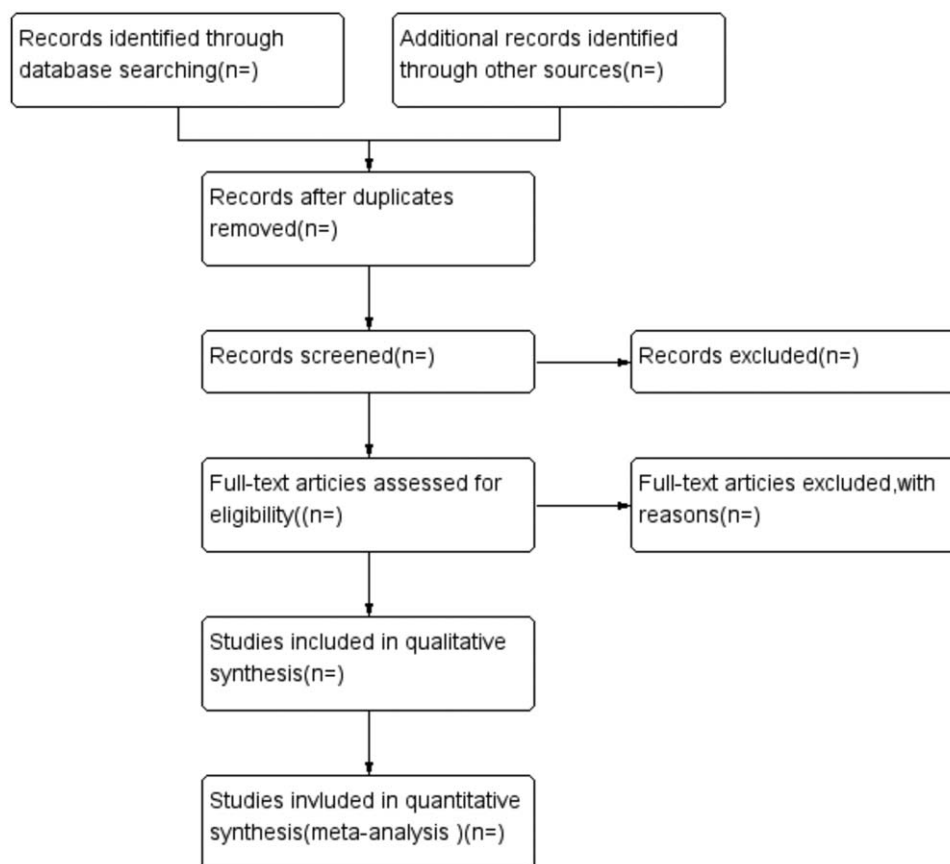 Records identified through
database searching(n=)
Additional records identified
through other sources(n=)
Records after duplicates
removed(n=)
Records screened(n=)
Records excluded(n=)
Full-text articles assessed for
eligibility((n=)
Full-text articles excluded,with
reasons(n=)
Studies included in qualitative
synthesis(n=)
Studies invluded in quantitative
synthesis(meta-analysis )(n=)